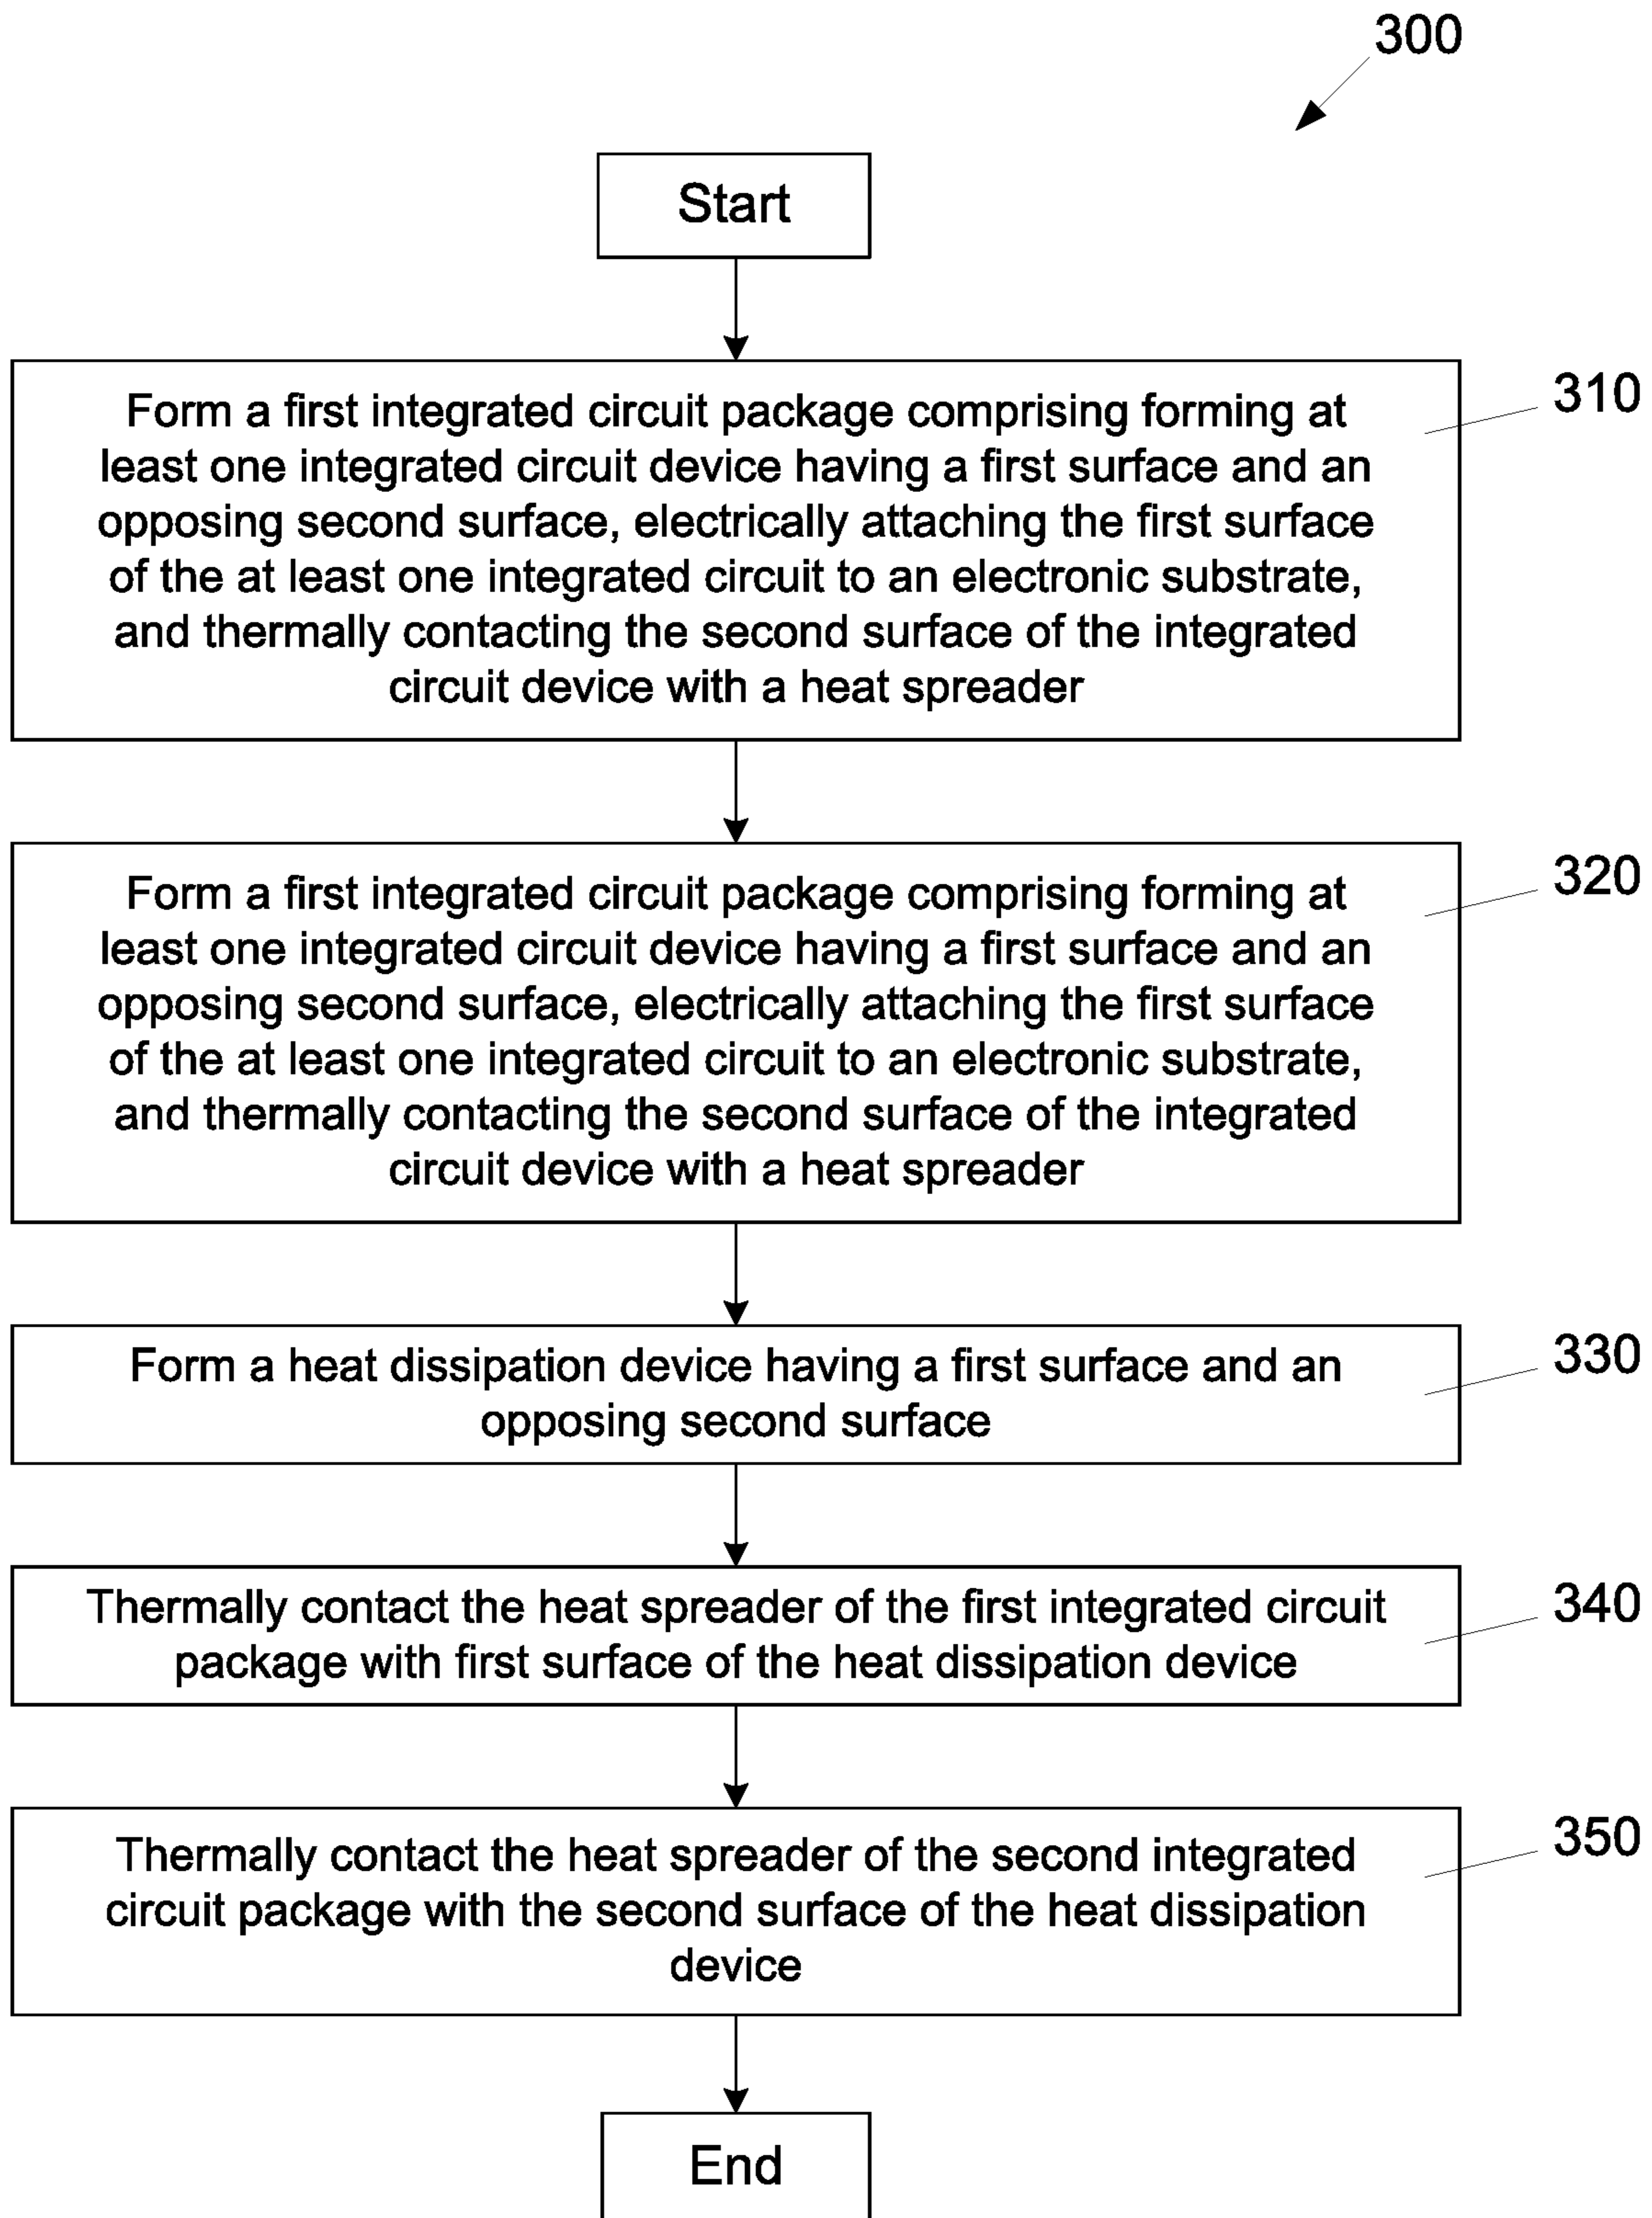 300
Start
310
Form a first integrated circuit package comprising forming at
least one integrated circuit device having a first surface and an
opposing second surface, electrically attaching the first surface
of the at least one integrated circuit to an electronic substrate,
and thermally contacting the second surface of the integrated
circuit device with a heat spreader
320
Form a first integrated circuit package comprising forming at
least one integrated circuit device having a first surface and an
opposing second surface, electrically attaching the first surface
of the at least one integrated circuit to an electronic substrate,
and thermally contacting the second surface of the integrated
circuit device with a heat spreader
330
Form a heat dissipation device having a first surface and an
opposing second surface
340
Thermally contact the heat spreader of the first integrated circuit
package with first surface of the heat dissipation device
350
Thermally contact the heat spreader of the second integrated
circuit package with the second surface of the heat dissipation
device
End